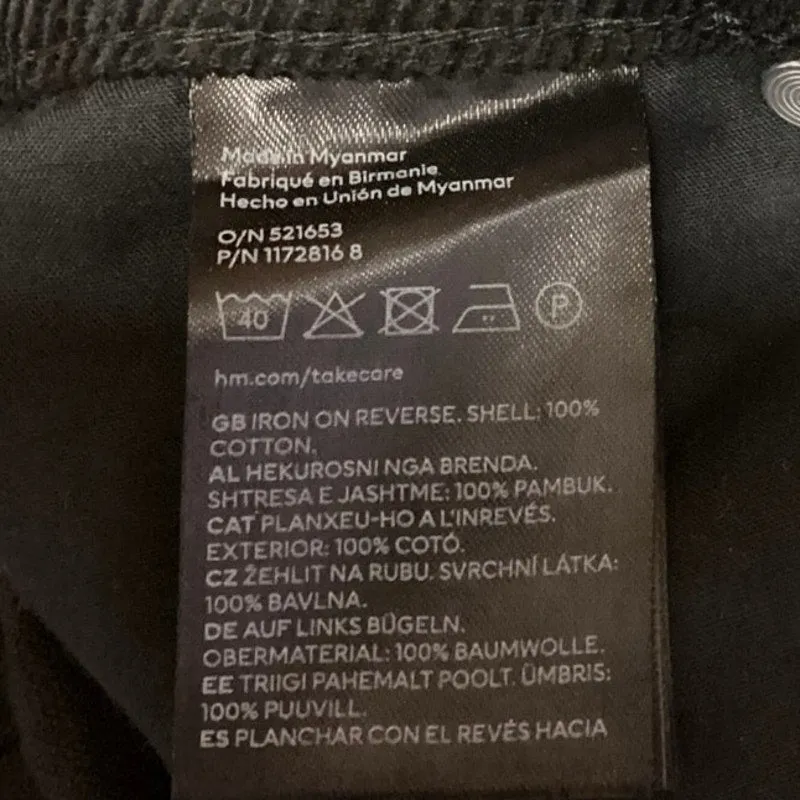 Made in Myanmar
Fabriqué en Birmanie
Hecho en Unión de Myanmar
O/N 521653
P/N 1172816 8
40
P
hm.com/takecare
GB IRON ON REVERSE. SHELL: 100%
COTTON.
AL HEKUROSNI NGA BRENDA.
SHTRESA E JASHTME: 100% PAMBUK.
CAT PLANXEU-HO A L'INREVÉS.
EXTERIOR: 100% COTÓ.
CZ ŽEHLIT NA RUBU. SVRCHNÍ LÁTKA:
100% BAVLNA.
DE AUF LINKS BÜGELN.
OBERMATERIAL: 100% BAUMWOLLE.
EE TRIIGI PAHEMALT POOLT. ÜMBRIS:
100% PUUVILL.
ES PLANCHAR CON EL REVÉS HACIA